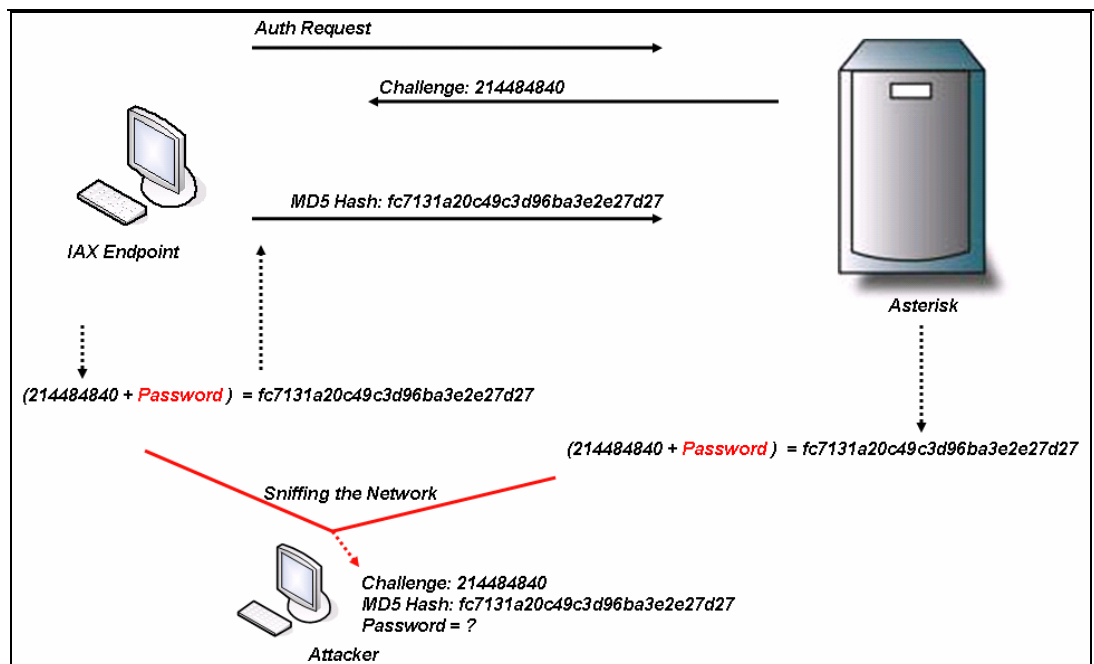 Auth Request
Challenge: 214484840
MD5 Hash: fc7131a20c49c3d96ba3e2e27d27
IAX Endpoint
Asterisk
(214484840 + Password ) = fc7131a20c49c3d96ba3e2e27d27
(214484840 + Password ) = fc7131a20c49c3d96ba3e2e27d27
Sniffing the Network
Challenge: 214484840
MD5 Hash: fc7131a20c49c3d96ba3e2e27d27
Password = ?
Attacker